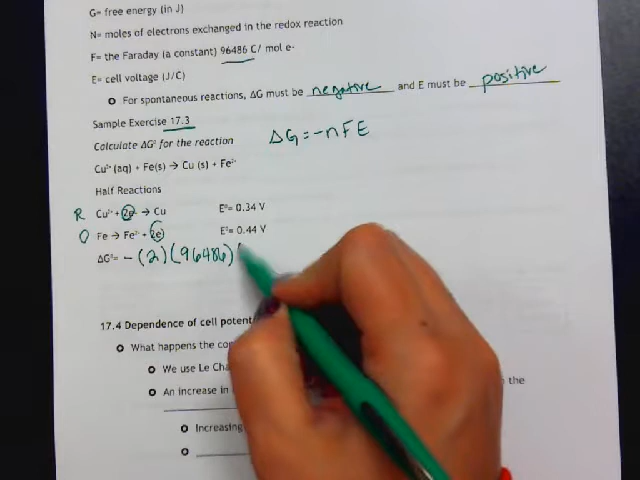 G= free energy (in J)
N= moles of electrons exchanged in the redox reaction
F= the Faraday (a constant) 96486 C/ mol e-
E= cell voltage (J/C)
For spontaneous reactions, ΔG must be negative and E must be positive
Sample Exercise 17.3
ΔG = -nFE
Calculate ΔG° for the reaction
Cu²⁺ (aq) + Fe(s) → Cu (s) + Fe²⁺
Half Reactions
R Cu²⁺ + 2e- → Cu E°= 0.34 V
O Fe → Fe²⁺ + 2e E°= 0.44 V
ΔG°= -(2)(96486)(
17.4 Dependence of cell
What happens the
We use Le
An increase in the
Increasing